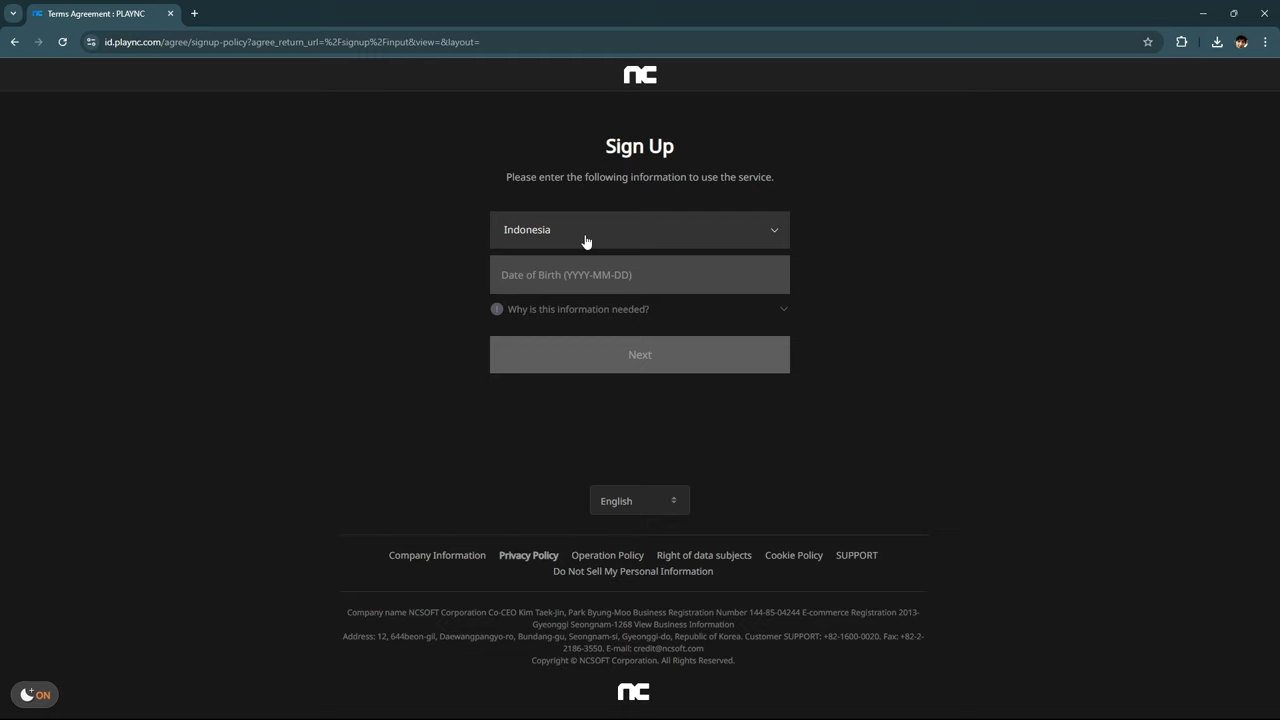 Terms Agreement : PLAYNC
id.plaync.com/agree/signup-policy?agree_return_url=%2Fsignup%2Finput&view=&layout=
nc
Sign Up
Please enter the following information to use the service.
Indonesia
Date of Birth (YYYY-MM-DD)
Why is this information needed?
Next
English
Company Information Privacy Policy Operation Policy Right of data subjects Cookie Policy SUPPORT
Do Not Sell My Personal Information
Company name NCSOFT Corporation Co-CEO Kim Taek-Jin, Park Byung-Moo Business Registration Number 144-85-04244 E-commerce Registration 2013-
Gyeonggi Seongnam-1268 View Business Information
Address: 12, 644beon-gil, Daewangpangyo-ro, Bundang-gu, Seongnam-si, Gyeonggi-do, Republic of Korea. Customer SUPPORT: +82-1600-0020. Fax: +82-2-
2186-3550. E-mail: credit@ncsoft.com
Copyright © NCSOFT Corporation. All Rights Reserved.
nc
ON